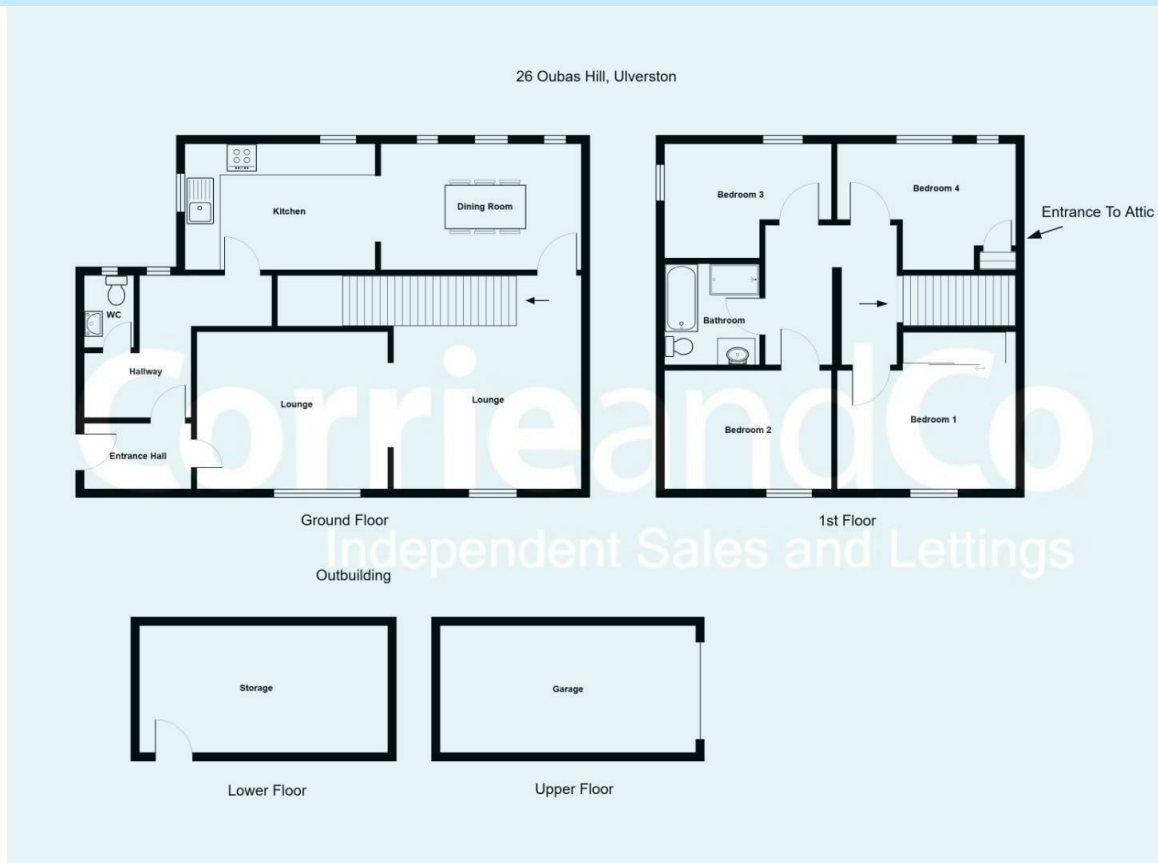 26 Oubas Hill, Ulverston
Kitchen
Dining Room
WC
Hallway
Lounge
Lounge
Entrance Hall
Ground Floor
Bedroom 3
Bedroom 4
Entrance To Attic
Bathroom
Bedroom 2
Bedroom 1
1st Floor
CorrieandCo
Independent Sales and Lettings
Outbuilding
Storage
Lower Floor
Garage
Upper Floor